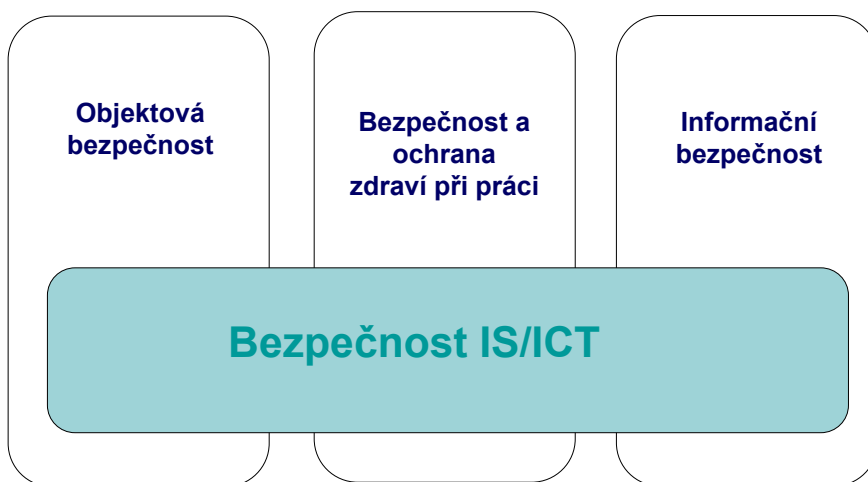 Objektová
bezpečnost
Bezpečnost a
ochrana
zdraví při práci
Informační
bezpečnost
Bezpečnost IS/ICT